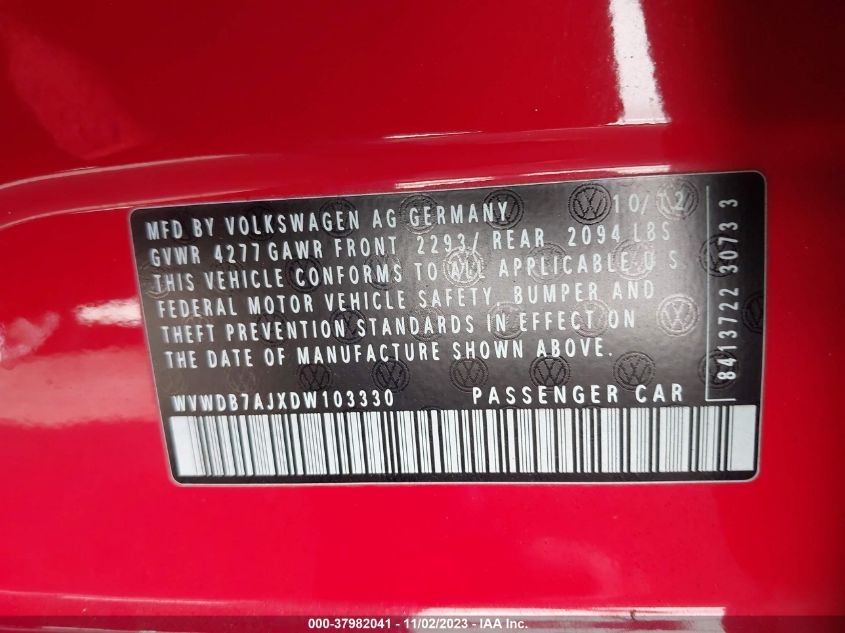 MFD BY VOLKSWAGEN AG GERMANY 10/12
GVWR 4277 GAWR FRONT 2293/ REAR 2094 LBS
THIS VEHICLE CONFORMS TO ALL APPLICABLE U.S.
FEDERAL MOTOR VEHICLE SAFETY, BUMPER AND
THEFT PREVENTION STANDARDS IN EFFECT ON
THE DATE OF MANUFACTURE SHOWN ABOVE.
WVWDB7AJXDW103330 PASSENGER CAR
8413722 3073 3
000-37982041 - 11/02/2023 - IAA Inc.